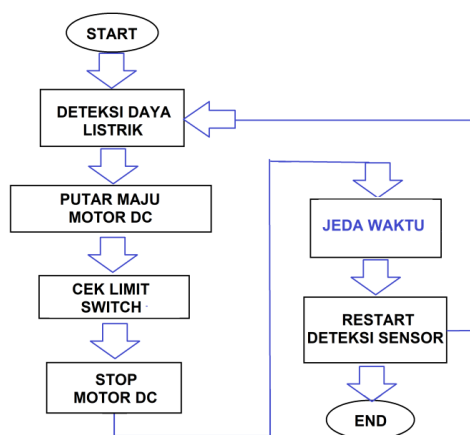 START
DETEKSI DAYA
LISTRIK
PUTAR MAJU
MOTOR DC
CEK LIMIT
SWITCH
STOP
MOTOR DC
JEDA WAKTU
RESTART
DETEKSI SENSOR
END